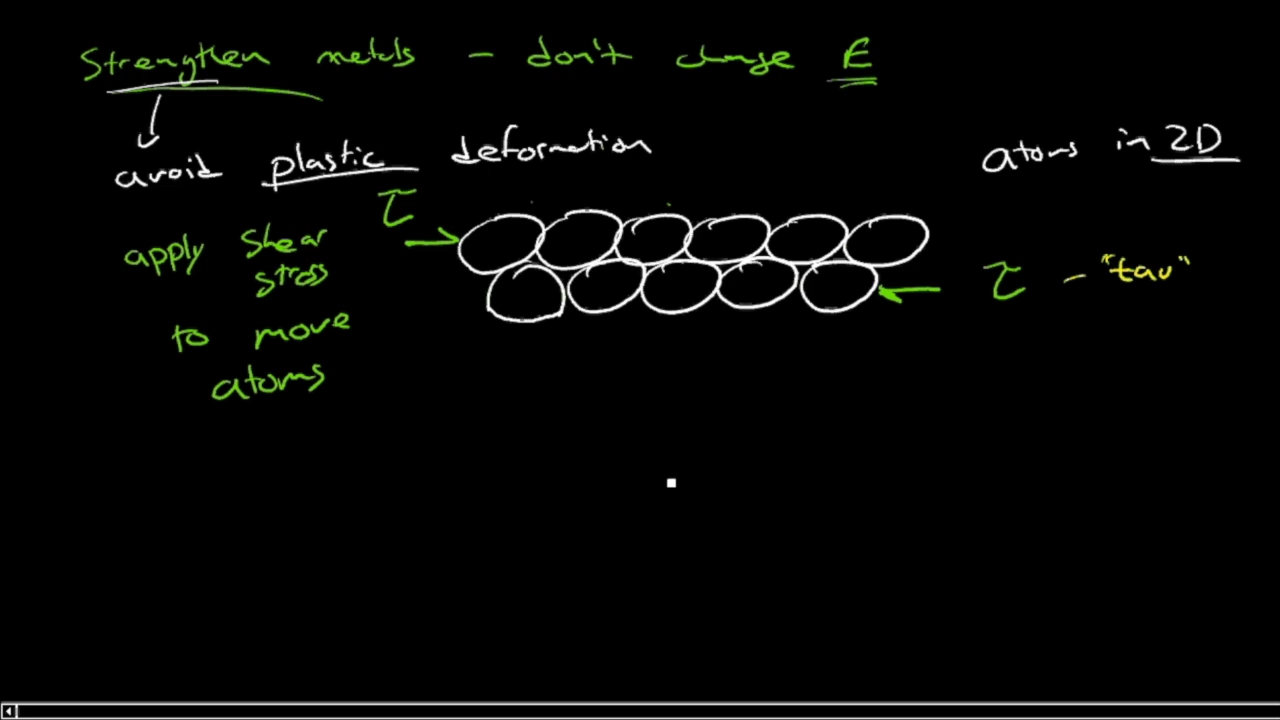 Strengthen metals - don't change E
avoid plastic deformation
atoms in 2D
τ
apply shear
stress
to move
atoms
τ - "tau"